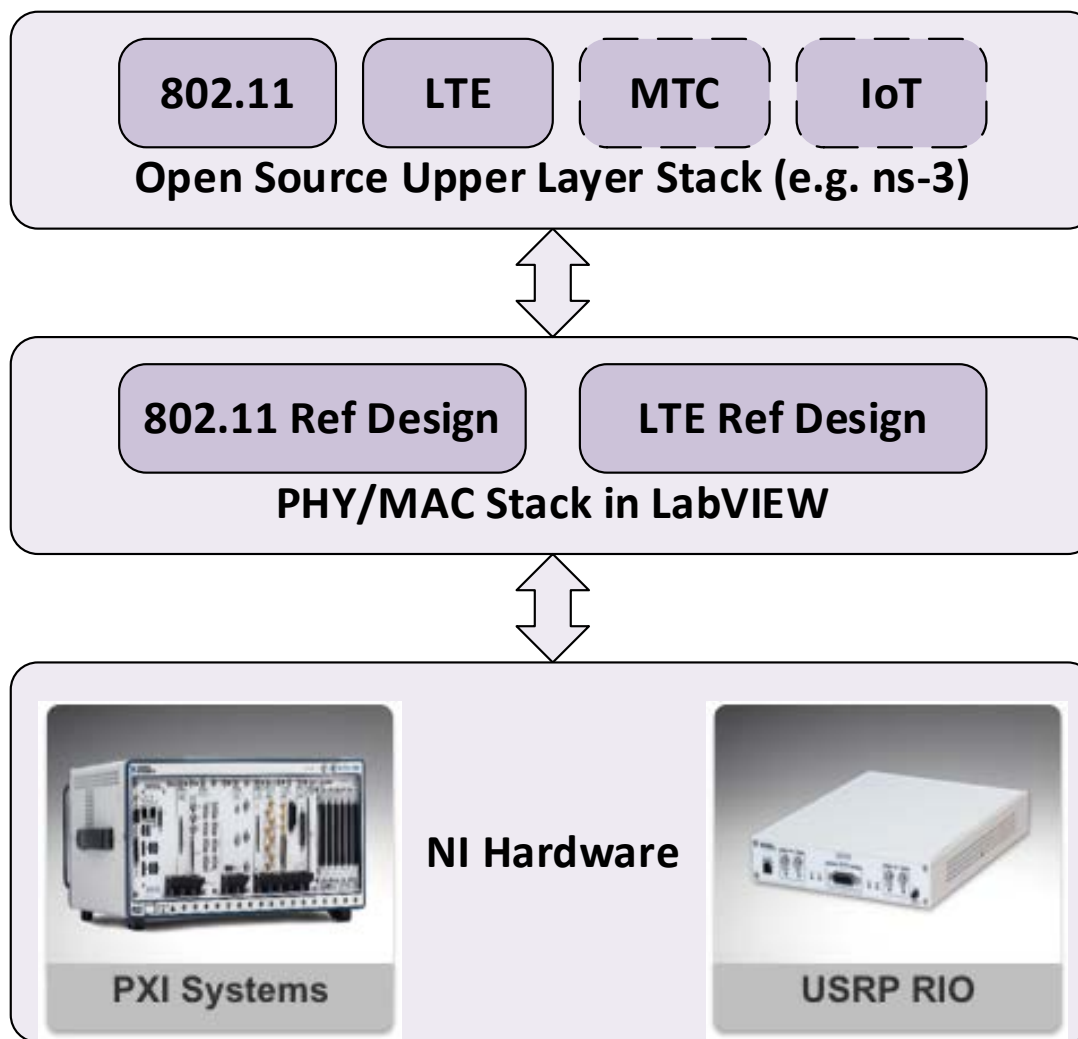 802.11
LTE
MTC
IoT
Open Source Upper Layer Stack (e.g. ns-3)
802.11 Ref Design
LTE Ref Design
PHY/MAC Stack in LabVIEW
NI Hardware
PXI Systems
USRP RIO